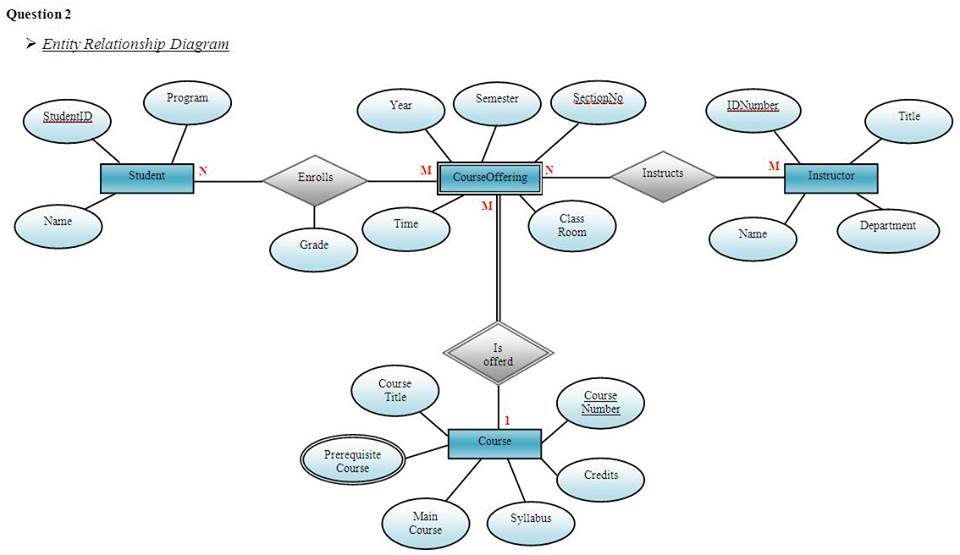 Question 2
➢ Entity Relationship Diagram
StudentID
Program
Year
Semester
SectionNo
IDNumber
Title
Student
N
Enrolls
M
CourseOffering
N
Instructs
M
Instructor
M
Name
Grade
Time
Class
Room
Name
Department
Is
offerd
Course
Title
Course
Number
1
Course
Prerequisite
Course
Credits
Main
Course
Syllabus